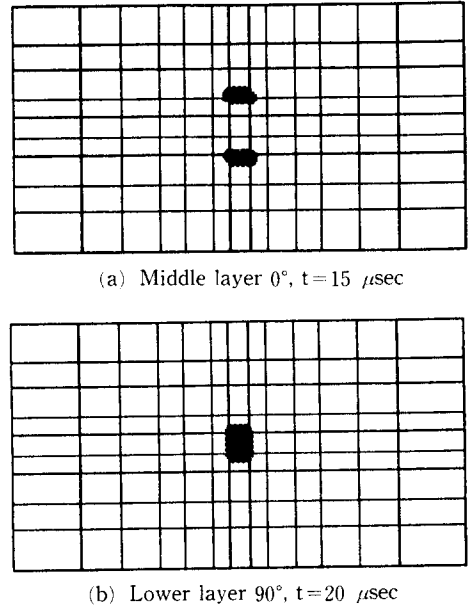 (a) Middle layer 0°, t=15 μsec
(b) Lower layer 90°, t=20 μsec